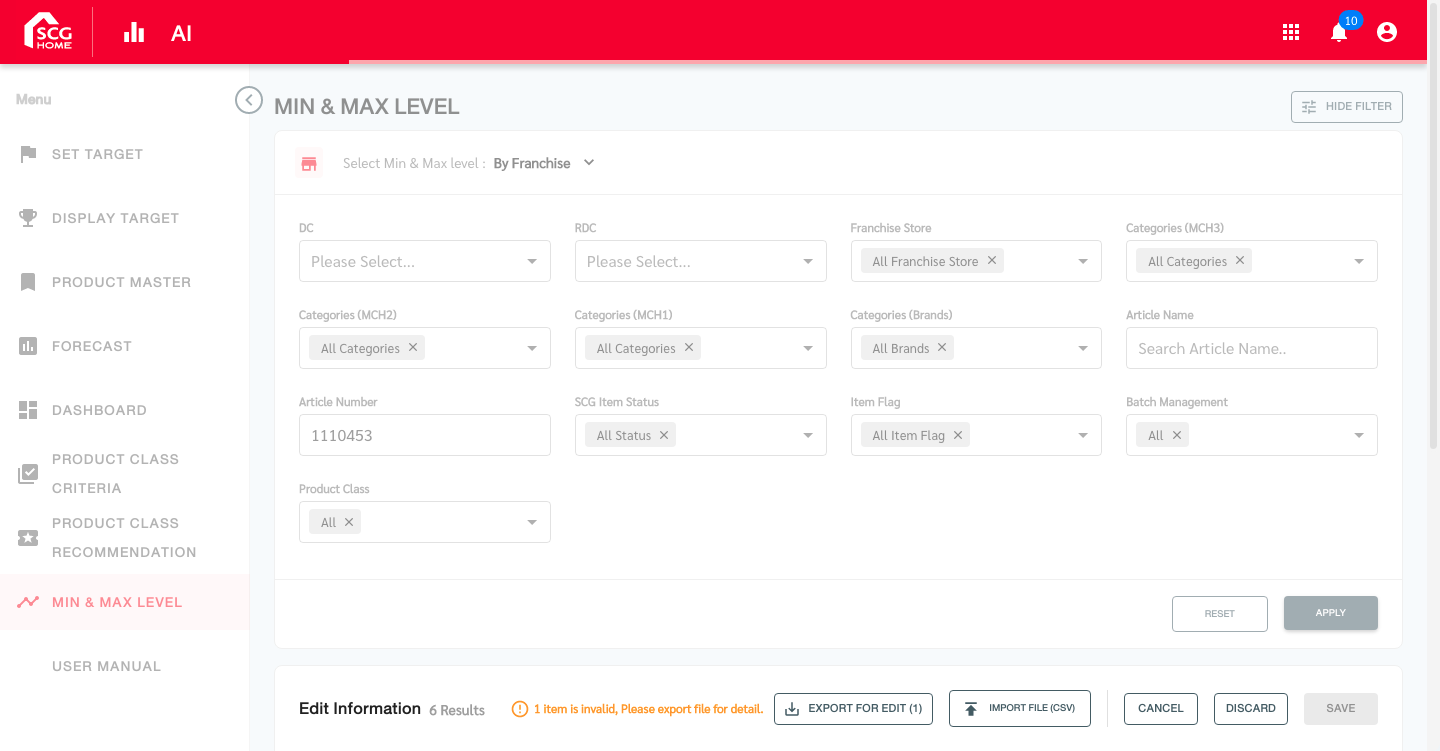 SCG
HOME
AI
10
Menu
SET TARGET
DISPLAY TARGET
PRODUCT MASTER
FORECAST
DASHBOARD
PRODUCT CLASS
CRITERIA
PRODUCT CLASS
RECOMMENDATION
MIN & MAX LEVEL
USER MANUAL
MIN & MAX LEVEL
HIDE FILTER
Select Min & Max level : By Franchise
DC
RDC
Franchise Store
Categories (MCH3)
Please Select...
Please Select...
All Franchise Store
All Categories
Categories (MCH2)
Categories (MCH1)
Categories (Brands)
Article Name
All Categories
All Categories
All Brands
Search Article Name..
Article Number
SCG Item Status
Item Flag
Batch Management
1110453
All Status
All Item Flag
All
Product Class
All
RESET
APPLY
Edit Information 6 Results
1 item is invalid, Please export file for detail.
EXPORT FOR EDIT (1)
IMPORT FILE (CSV)
CANCEL
DISCARD
SAVE